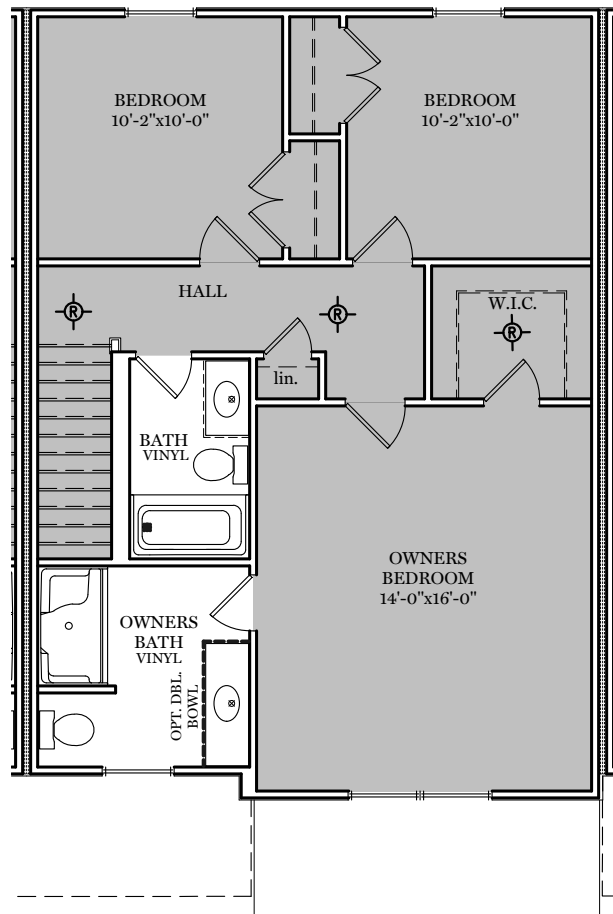 BEDROOM
10'-2"x10'-0"
BEDROOM
10'-2"x10'-0"
HALL
R
R
W.I.C.
R
lin.
BATH
VINYL
OWNERS
BEDROOM
14'-0"x16'-0"
OWNERS
BATH
VINYL
OPT. DBL.
BOWL